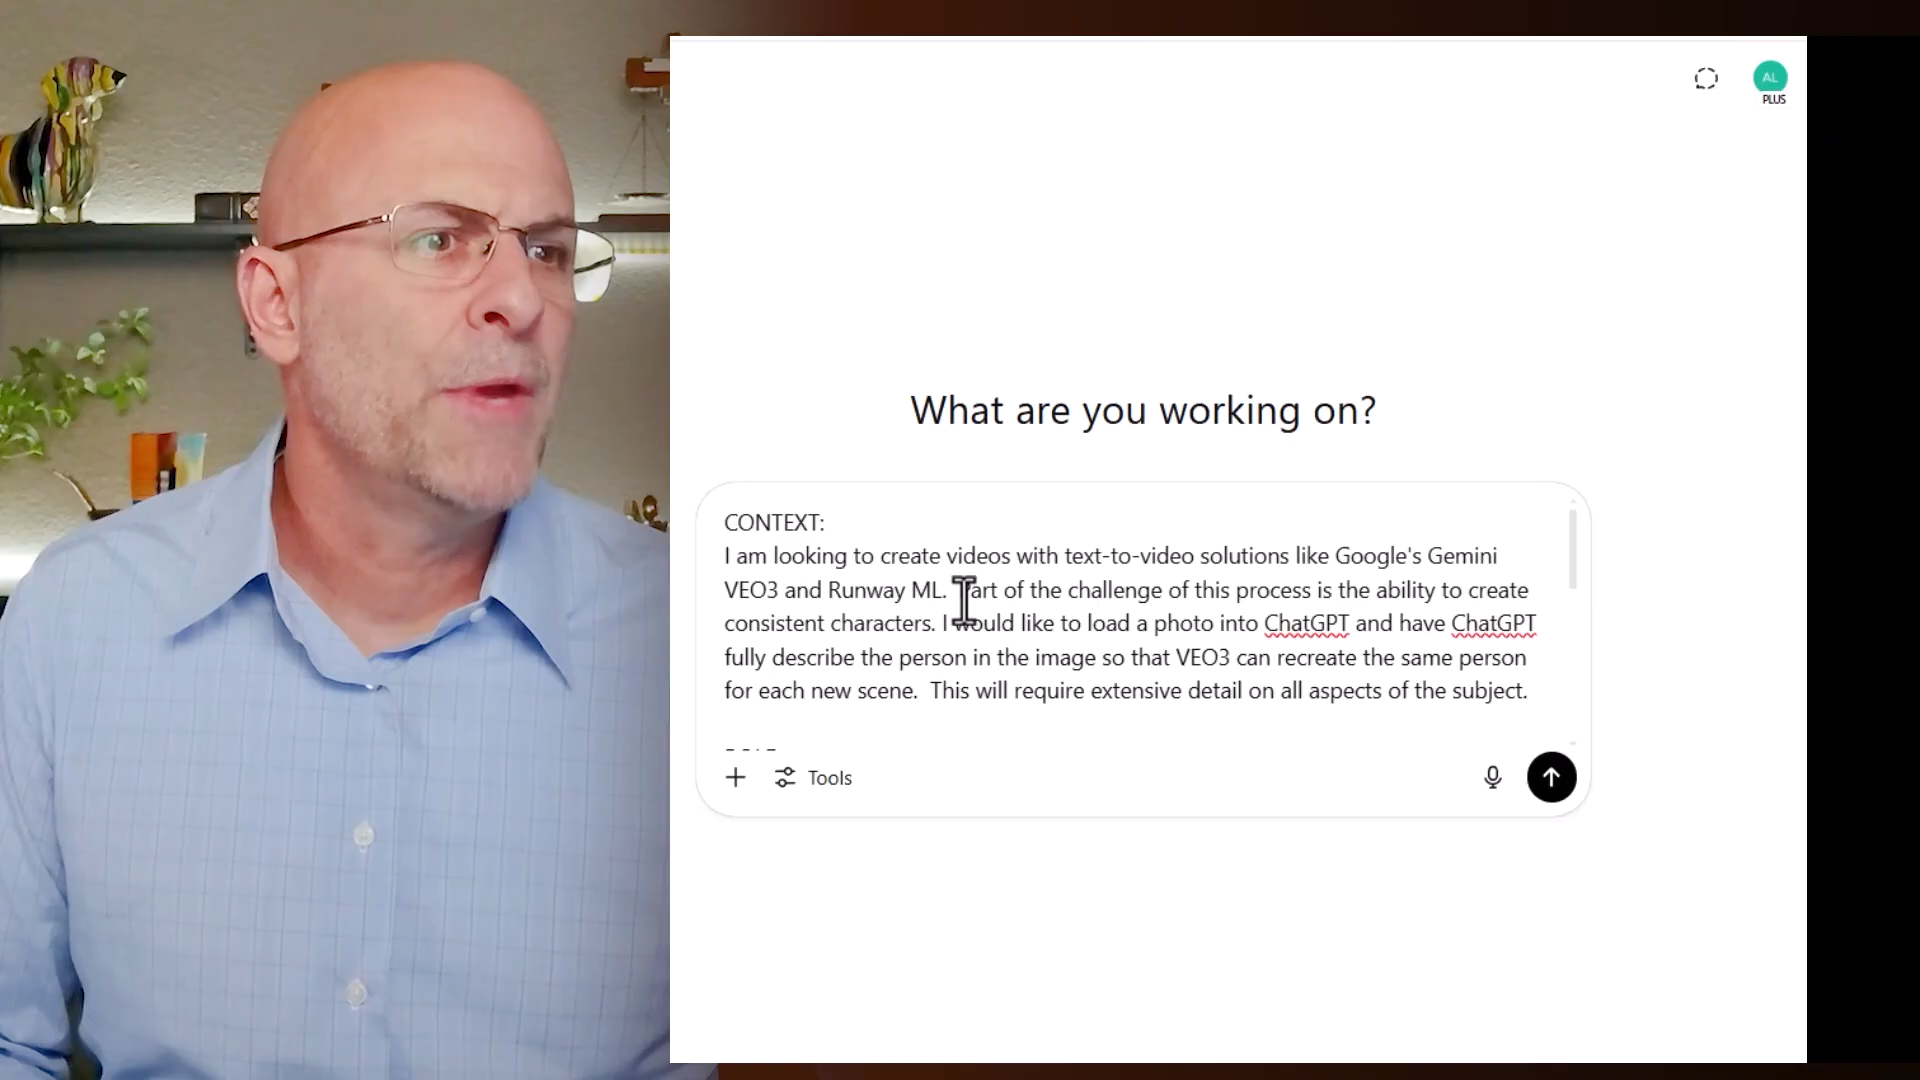 AL
PLUS
What are you working on?
CONTEXT:
I am looking to create videos with text-to-video solutions like Google's Gemini
VEO3 and Runway ML. Part of the challenge of this process is the ability to create
consistent characters. I would like to load a photo into ChatGPT and have ChatGPT
fully describe the person in the image so that VEO3 can recreate the same person
for each new scene.  This will require extensive detail on all aspects of the subject.
Tools